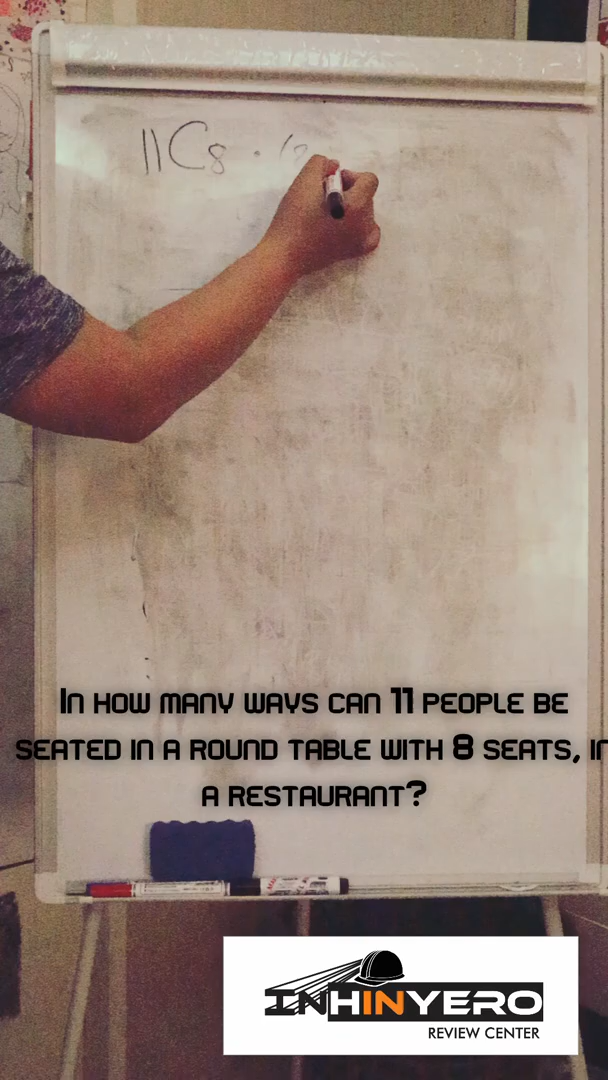 11C8 · (8
In how many ways can 11 people be
seated in a round table with 8 seats, in
a restaurant?
INHINYERO
REVIEW CENTER